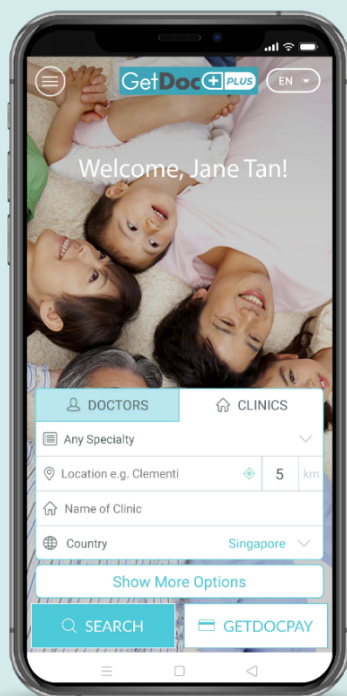 GetDoc PLUS
EN
Welcome, Jane Tan!
DOCTORS
CLINICS
Any Specialty
Location e.g. Clementi
5
km
Name of Clinic
Country
Singapore
Show More Options
SEARCH
GETDOCPAY